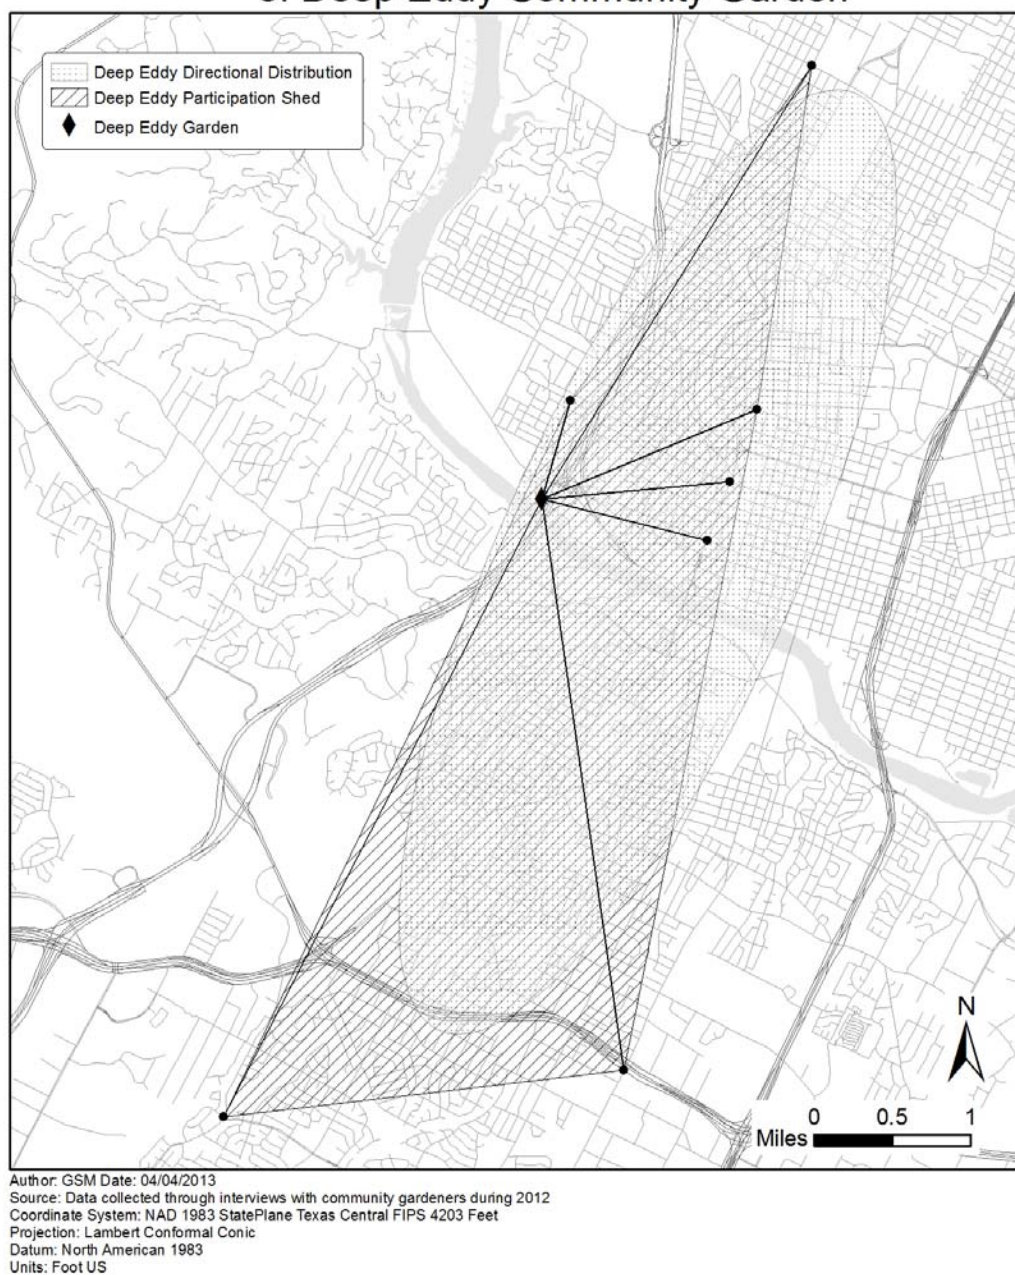 Deep Eddy Community Garden
Deep Eddy Directional Distribution
Deep Eddy Participation Shed
Deep Eddy Garden
N
0 0.5 1
Miles
Author: GSM Date: 04/04/2013
Source: Data collected through interviews with community gardeners during 2012
Coordinate System: NAD 1983 StatePlane Texas Central FIPS 4203 Feet
Projection: Lambert Conformal Conic
Datum: North American 1983
Units: Foot US